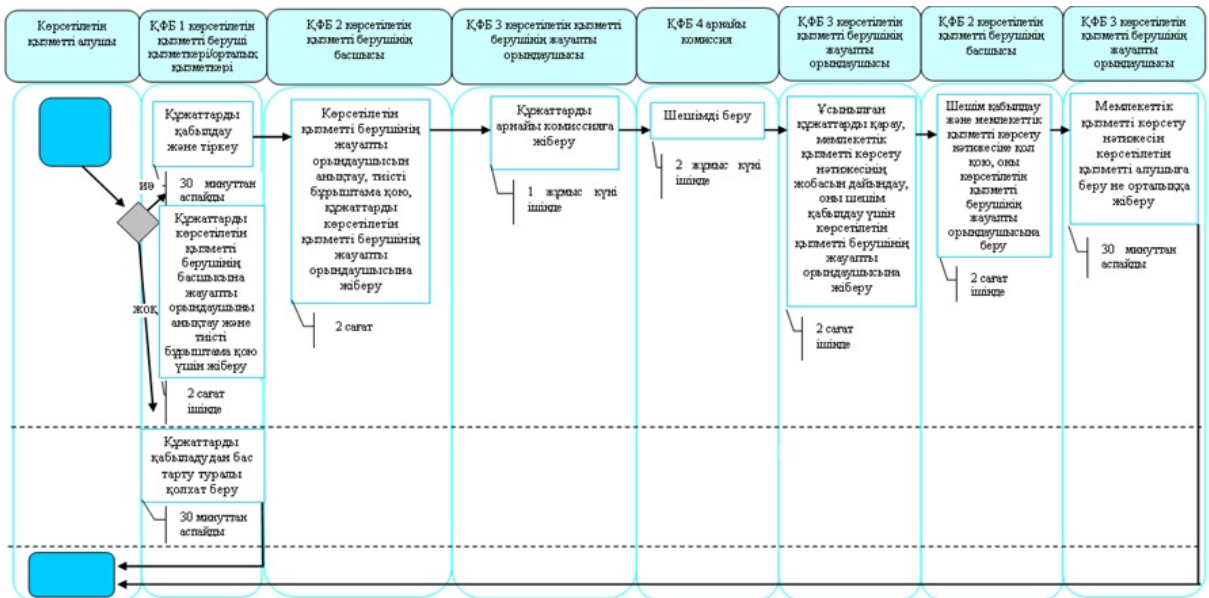 Көрсетілетін
қызметті алушы
ҚФБ 1 көрсетілетін
қызметті беруші
қызметкері/орталық
қызметкері
ҚФБ 2 көрсетілетін
қызметті берушінің
басшысы
ҚФБ 3 көрсетілетін қызметті
берушінің жауапты
орындаушысы
ҚФБ 4 арнайы
комиссия
ҚФБ 3 көрсетілетін
қызметті берушінің
жауапты
орындаушысы
ҚФБ 2 көрсетілетін
қызметті берушінің
басшысы
ҚФБ 3 көрсетілетін
қызметті берушінің
жауапты
орындаушысы
Құжаттарды
қабылдау
және тіркеу
иә
30 минуттан
аспайды
Құжаттарды
көрсетілетін
қызметті
берушінің
басшысына
жауапты
орындаушыны
анықтау және
тиісті
бұрыштама қою
үшін жіберу
жоқ
2 сағат
ішінде
Құжаттарды
қабыладудан бас
тарту туралы
қолхат беру
30 минуттан
аспайды
Көрсетілетін
қызметті берушінің
жауапты
орындаушысын
анықтау, тиісті
бұрыштама қою,
құжаттарды
көрсетілетін
қызметті берушінің
жауапты
орындаушысына
жіберу
2 сағат
Құжаттарды
арнайы комиссияға
жіберу
1 жұмыс күні
ішінде
Шешімді беру
2 жұмыс күні
ішінде
Ұсынылған
құжаттарды қарау,
мемлекеттік
қызметті көрсету
нәтижесінің
жобасын дайындау,
оны шешім
қабылдау үшін
көрсетілетін
қызметті берушінің
жауапты
орындаушысына
жіберу
2 сағат
ішінде
Шешім қабылдау
және мемлекеттік
қызметті көрсету
нәтижесіне қол
қою, оны
көрсетілетін
қызметті
берушінің
жауапты
орындаушысына
беру
2 сағат
ішінде
Мемлекеттік
қызметті көрсету
нәтижесін
көрсетілетін
қызметті алушыға
беру не орталыққа
жіберу
30 минуттан
аспайды